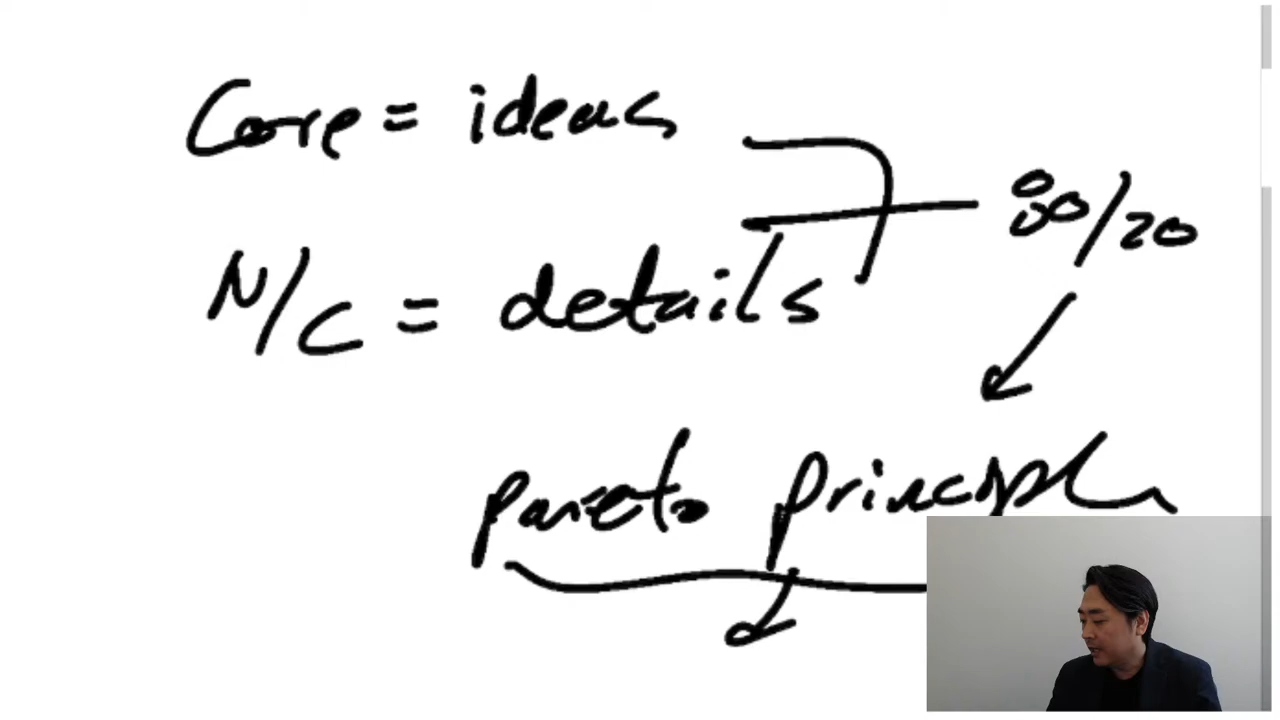 Core = ideas
80/20
N/C = details
pareto principle